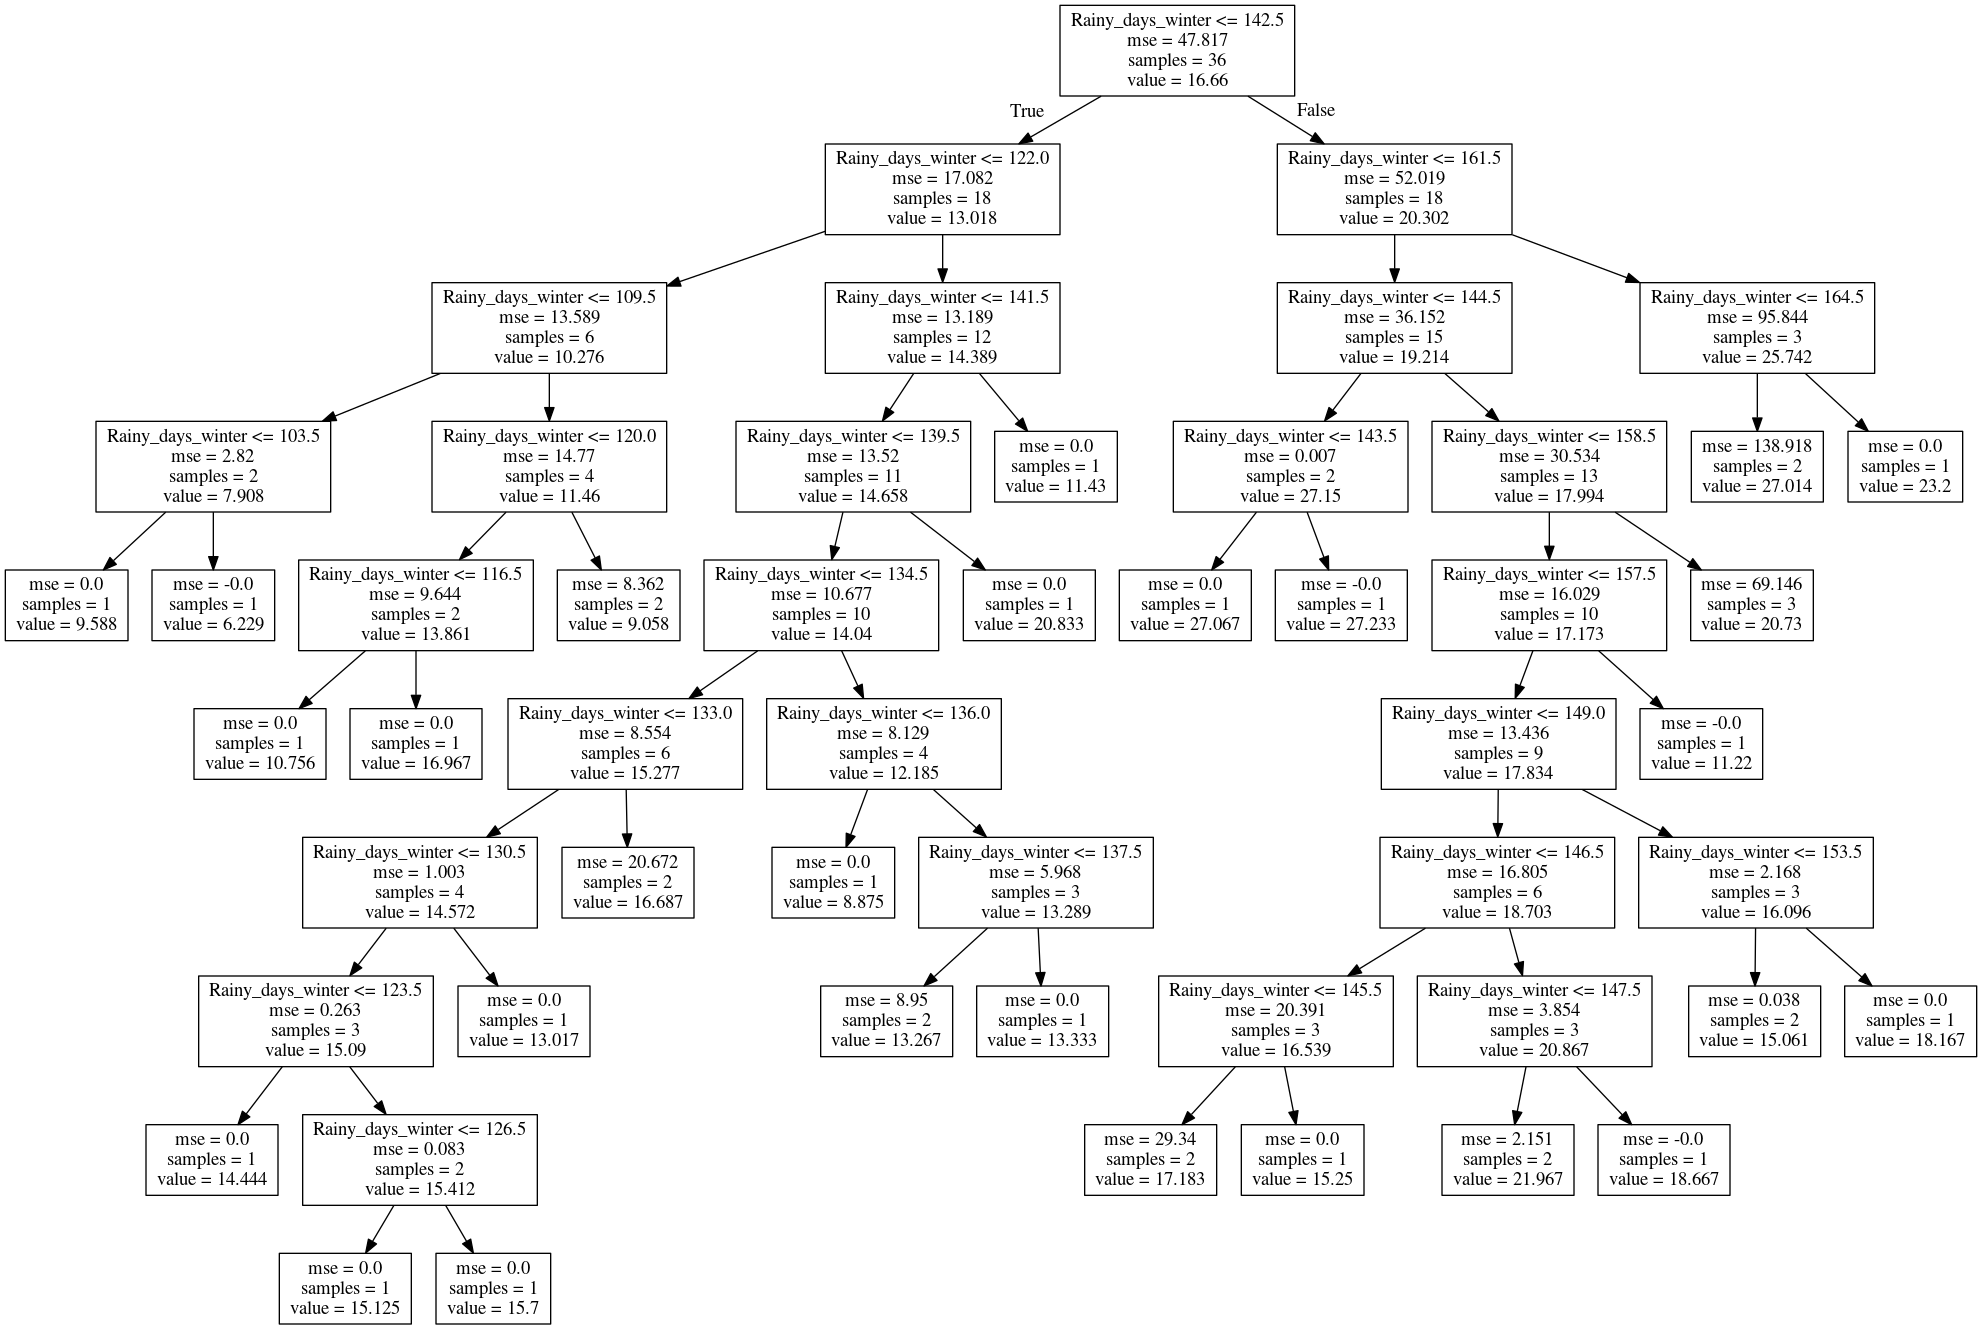 Rainy_days_winter <= 142.5
mse = 47.817
samples = 36
value = 16.66
True
False
Rainy_days_winter <= 122.0
mse = 17.082
samples = 18
value = 13.018
Rainy_days_winter <= 161.5
mse = 52.019
samples = 18
value = 20.302
Rainy_days_winter <= 109.5
mse = 13.589
samples = 6
value = 10.276
Rainy_days_winter <= 141.5
mse = 13.189
samples = 12
value = 14.389
Rainy_days_winter <= 144.5
mse = 36.152
samples = 15
value = 19.214
Rainy_days_winter <= 164.5
mse = 95.844
samples = 3
value = 25.742
Rainy_days_winter <= 103.5
mse = 2.82
samples = 2
value = 7.908
Rainy_days_winter <= 120.0
mse = 14.77
samples = 4
value = 11.46
Rainy_days_winter <= 139.5
mse = 13.52
samples = 11
value = 14.658
mse = 0.0
samples = 1
value = 11.43
Rainy_days_winter <= 143.5
mse = 0.007
samples = 2
value = 27.15
Rainy_days_winter <= 158.5
mse = 30.534
samples = 13
value = 17.994
mse = 138.918
samples = 2
value = 27.014
mse = 0.0
samples = 1
value = 23.2
mse = 0.0
samples = 1
value = 9.588
mse = -0.0
samples = 1
value = 6.229
Rainy_days_winter <= 116.5
mse = 9.644
samples = 2
value = 13.861
mse = 8.362
samples = 2
value = 9.058
Rainy_days_winter <= 134.5
mse = 10.677
samples = 10
value = 14.04
mse = 0.0
samples = 1
value = 20.833
mse = 0.0
samples = 1
value = 27.067
mse = -0.0
samples = 1
value = 27.233
Rainy_days_winter <= 157.5
mse = 16.029
samples = 10
value = 17.173
mse = 69.146
samples = 3
value = 20.73
mse = 0.0
samples = 1
value = 10.756
mse = 0.0
samples = 1
value = 16.967
Rainy_days_winter <= 133.0
mse = 8.554
samples = 6
value = 15.277
Rainy_days_winter <= 136.0
mse = 8.129
samples = 4
value = 12.185
Rainy_days_winter <= 149.0
mse = 13.436
samples = 9
value = 17.834
mse = -0.0
samples = 1
value = 11.22
Rainy_days_winter <= 130.5
mse = 1.003
samples = 4
value = 14.572
mse = 20.672
samples = 2
value = 16.687
mse = 0.0
samples = 1
value = 8.875
Rainy_days_winter <= 137.5
mse = 5.968
samples = 3
value = 13.289
Rainy_days_winter <= 146.5
mse = 16.805
samples = 6
value = 18.703
Rainy_days_winter <= 153.5
mse = 2.168
samples = 3
value = 16.096
Rainy_days_winter <= 123.5
mse = 0.263
samples = 3
value = 15.09
mse = 0.0
samples = 1
value = 13.017
mse = 8.95
samples = 2
value = 13.267
mse = 0.0
samples = 1
value = 13.333
Rainy_days_winter <= 145.5
mse = 20.391
samples = 3
value = 16.539
Rainy_days_winter <= 147.5
mse = 3.854
samples = 3
value = 20.867
mse = 0.038
samples = 2
value = 15.061
mse = 0.0
samples = 1
value = 18.167
mse = 0.0
samples = 1
value = 14.444
Rainy_days_winter <= 126.5
mse = 0.083
samples = 2
value = 15.412
mse = 29.34
samples = 2
value = 17.183
mse = 0.0
samples = 1
value = 15.25
mse = 2.151
samples = 2
value = 21.967
mse = -0.0
samples = 1
value = 18.667
mse = 0.0
samples = 1
value = 15.125
mse = 0.0
samples = 1
value = 15.7